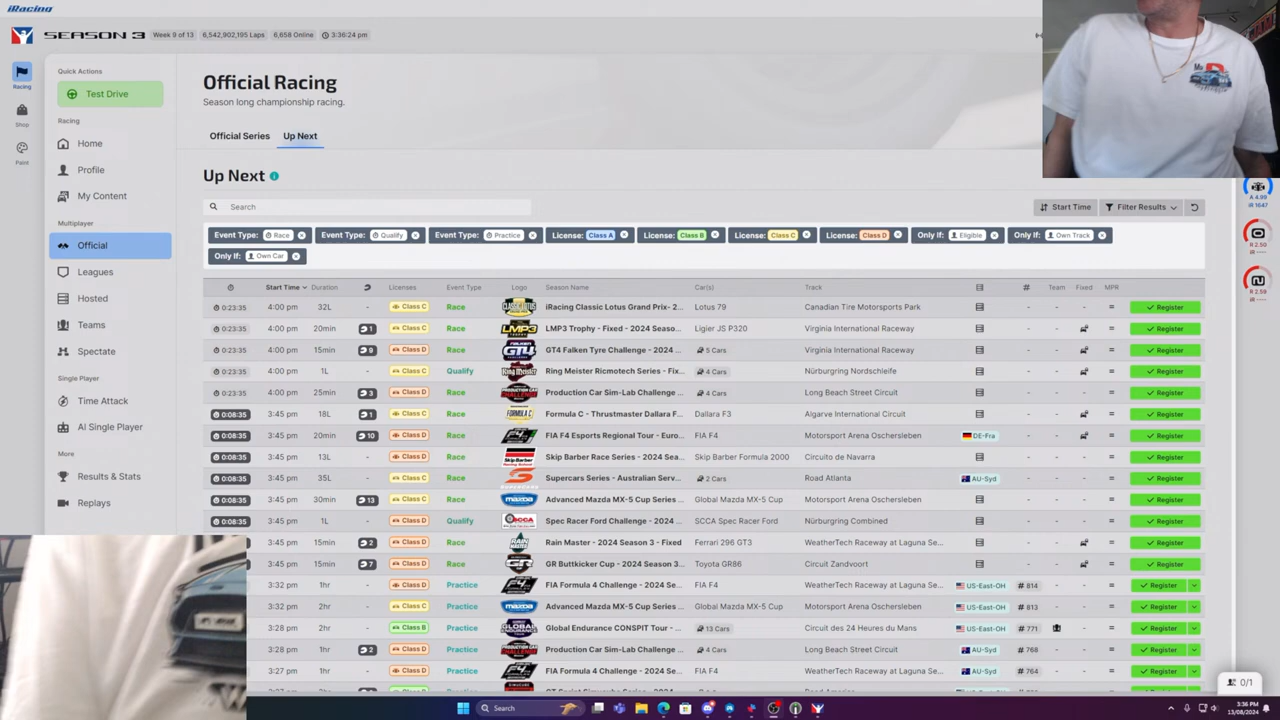 iRacing
SEASON 3 Week 9 of 13 6,542,902,195 Laps 6,658 Online 3:36:24 pm
Racing
Shop
Paint
Quick Actions
Test Drive
Racing
Home
Profile
My Content
Multiplayer
Official
Leagues
Hosted
Teams
Spectate
Single Player
Time Attack
AI Single Player
More
Results & Stats
Replays
Official Racing
Season long championship racing.
Official Series Up Next
Up Next
Search Start Time Filter Results
Event Type: Race Event Type: Qualify Event Type: Practice License: Class A License: Class B License: Class C License: Class D Only If: Eligible Only If: Own Track
Only If: Own Car
Start Time Duration Licenses Event Type Logo Season Name Car(s) Track # Team Fixed MPR
0:23:35 4:00 pm 32L - Class C Race iRacing Classic Lotus Grand Prix- 2... Lotus 79 Canadian Tire Motorsports Park - - - Register
0:23:35 4:00 pm 20min 1 Class C Race LMP3 Trophy - Fixed - 2024 Seaso... Ligier JS P320 Virginia International Raceway - - Register
0:23:35 4:00 pm 15min 9 Class D Race GT4 Falken Tyre Challenge - 2024 ... 5 Cars Virginia International Raceway - - Register
0:23:35 4:00 pm 1L - Class C Qualify Ring Meister Ricmotech Series - Fix... 4 Cars Nürburgring Nordschleife - - Register
0:23:35 4:00 pm 25min 3 Class D Race Production Car Sim-Lab Challenge ... 4 Cars Long Beach Street Circuit - - - Register
0:08:35 3:45 pm 18L 1 Class C Race Formula C - Thrustmaster Dallara F... Dallara F3 Algarve International Circuit - - Register
0:08:35 3:45 pm 20min 10 Class D Race FIA F4 Esports Regional Tour - Euro... FIA F4 Motorsport Arena Oschersleben DE-Fra - - Register
0:08:35 3:45 pm 13L - Class D Race Skip Barber Race Series - 2024 Sea... Skip Barber Formula 2000 Circuito de Navarra - - - Register
0:08:35 3:45 pm 35L - Class C Race Supercars Series - Australian Serv... 2 Cars Road Atlanta AU-Syd - - - Register
0:08:35 3:45 pm 30min 13 Class D Race Advanced Mazda MX-5 Cup Series ... Global Mazda MX-5 Cup Motorsport Arena Oschersleben - - - Register
0:08:35 3:45 pm 1L - Class D Qualify Spec Racer Ford Challenge - 2024 ... SCCA Spec Racer Ford Nürburgring Combined - - - Register
3:45 pm 15min 2 Class D Race Rain Master - 2024 Season 3 - Fixed Ferrari 296 GT3 WeatherTech Raceway at Laguna Se... - - Register
3:45 pm 15min 7 Class D Race GR Buttkicker Cup - 2024 Season 3... Toyota GR86 Circuit Zandvoort - - Register
3:32 pm 1hr - Class D Practice FIA Formula 4 Challenge - 2024 Se... FIA F4 WeatherTech Raceway at Laguna Se... US-East-OH # 814 - - Register
3:32 pm 2hr - Class C Practice Advanced Mazda MX-5 Cup Series ... Global Mazda MX-5 Cup Motorsport Arena Oschersleben US-East-OH # 813 - - Register
3:28 pm 2hr - Class B Practice Global Endurance CONSPIT Tour - ... 13 Cars Circuit des 24 Heures du Mans US-East-OH # 771 - Register
3:28 pm 1hr 2 Class D Practice Production Car Sim-Lab Challenge ... 4 Cars Long Beach Street Circuit AU-Syd # 768 - - Register
3:27 pm 1hr - Class D Practice FIA Formula 4 Challenge - 2024 Se... FIA F4 Motorsport Arena Oschersleben AU-Syd # 764 - - Register
A 4.99
iR 1647
R 2.50
iR ----
R 2.59
iR ----
0/1
Search
3:36 PM
13/08/2024